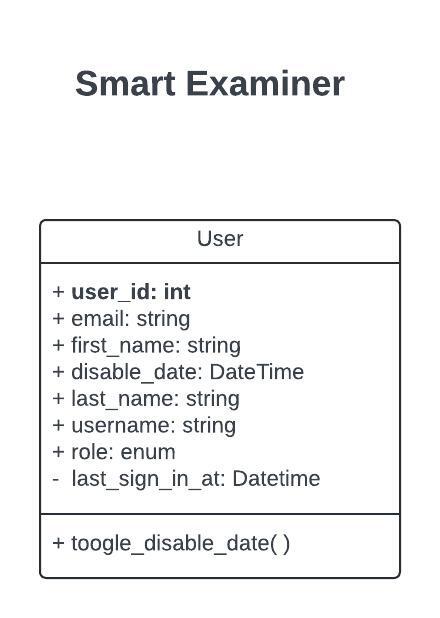 Smart Examiner
User
+ user_id: int
+ email: string
+ first_name: string
+ disable_date: DateTime
+ last_name: string
+ username: string
+ role: enum
- last_sign_in_at: Datetime
+ toogle_disable_date( )